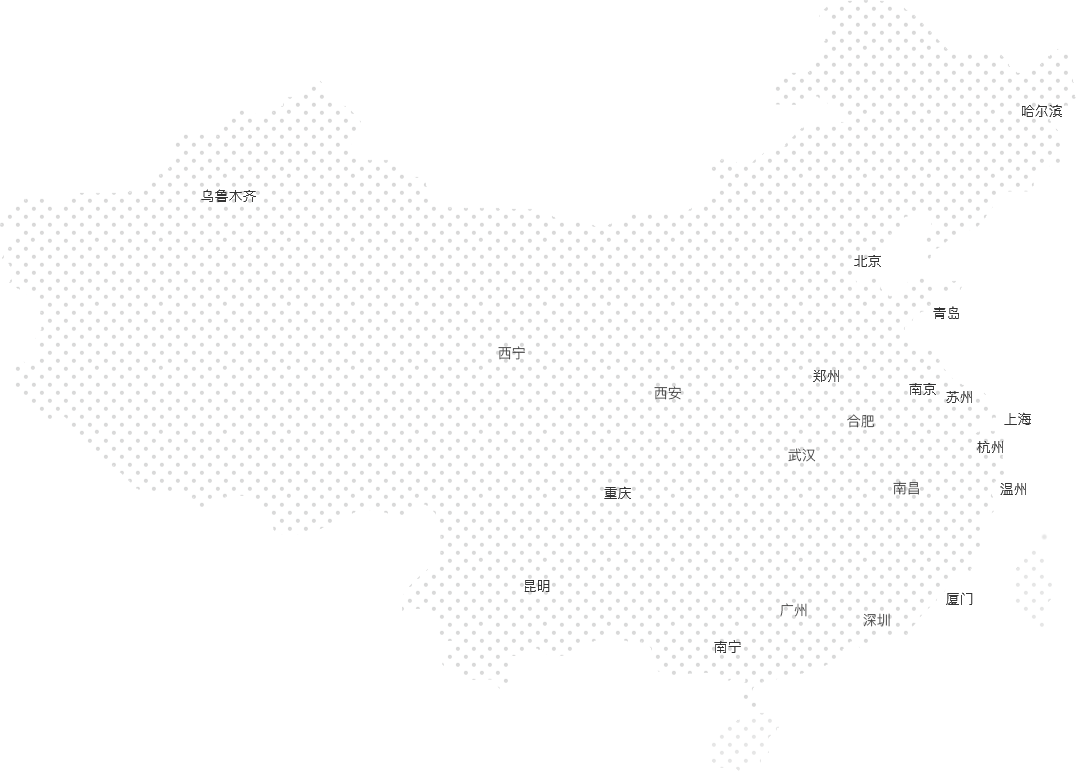 哈尔滨
乌鲁木齐
北京
青岛
西宁
郑州
南京
西安
苏州
上海
合肥
杭州
武汉
南昌
温州
重庆
昆明
厦门
广州
深圳
南宁